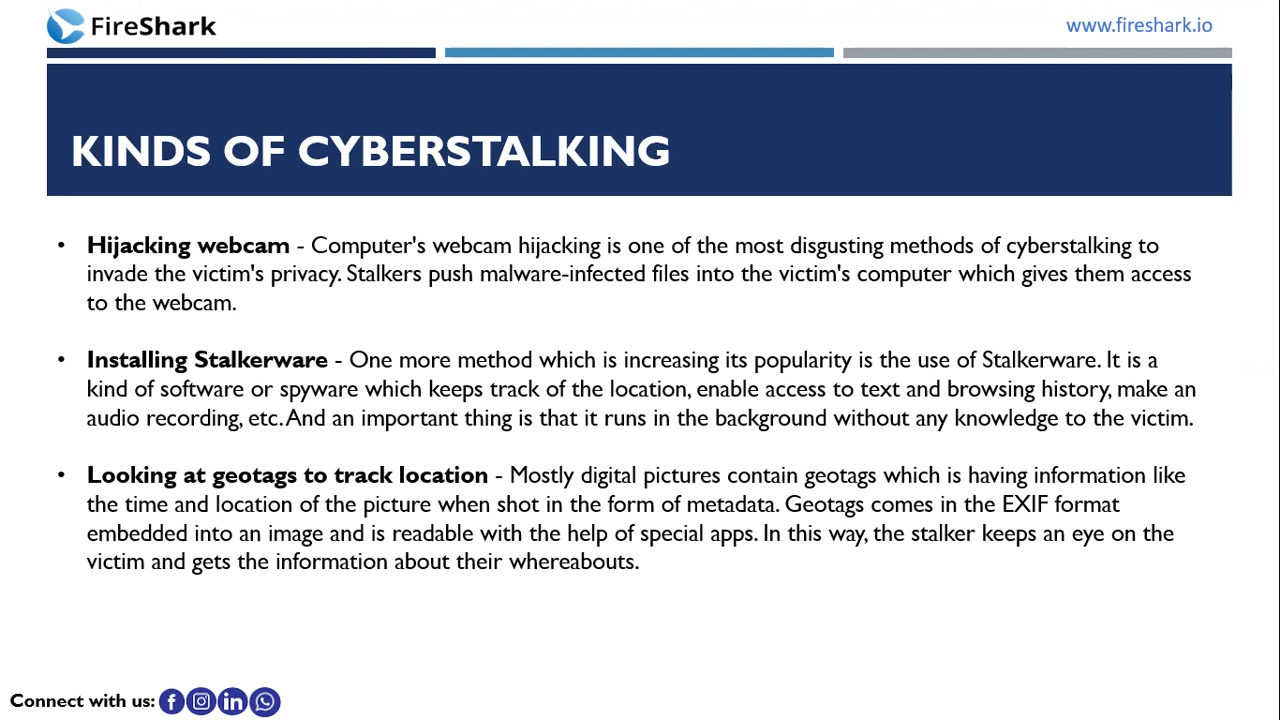 FireShark
www.fireshark.io
KINDS OF CYBERSTALKING
• Hijacking webcam - Computer's webcam hijacking is one of the most disgusting methods of cyberstalking to
invade the victim's privacy. Stalkers push malware-infected files into the victim's computer which gives them access
to the webcam.
• Installing Stalkerware - One more method which is increasing its popularity is the use of Stalkerware. It is a
kind of software or spyware which keeps track of the location, enable access to text and browsing history, make an
audio recording, etc. And an important thing is that it runs in the background without any knowledge to the victim.
• Looking at geotags to track location - Mostly digital pictures contain geotags which is having information like
the time and location of the picture when shot in the form of metadata. Geotags comes in the EXIF format
embedded into an image and is readable with the help of special apps. In this way, the stalker keeps an eye on the
victim and gets the information about their whereabouts.
Connect with us: